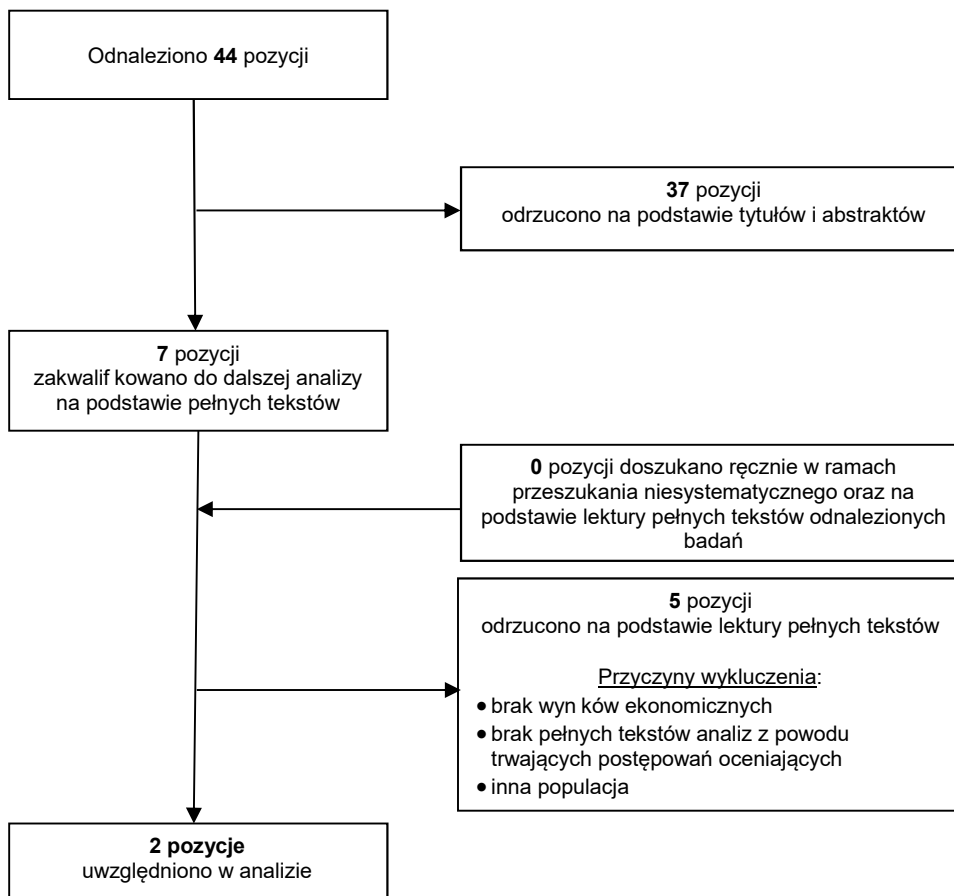 Odnaleziono 44 pozycji
37 pozycji
odrzucono na podstawie tytułów i abstraktów
7 pozycji
zakwalif kowano do dalszej analizy
na podstawie pełnych tekstów
0 pozycji doszukano ręcznie w ramach
przeszukania niesystematycznego oraz na
podstawie lektury pełnych tekstów odnalezionych
badań
5 pozycji
odrzucono na podstawie lektury pełnych tekstów
Przyczyny wykluczenia:
• brak wyn ków ekonomicznych
• brak pełnych tekstów analiz z powodu
trwających postępowań oceniających
• inna populacja
2 pozycje
uwzględniono w analizie